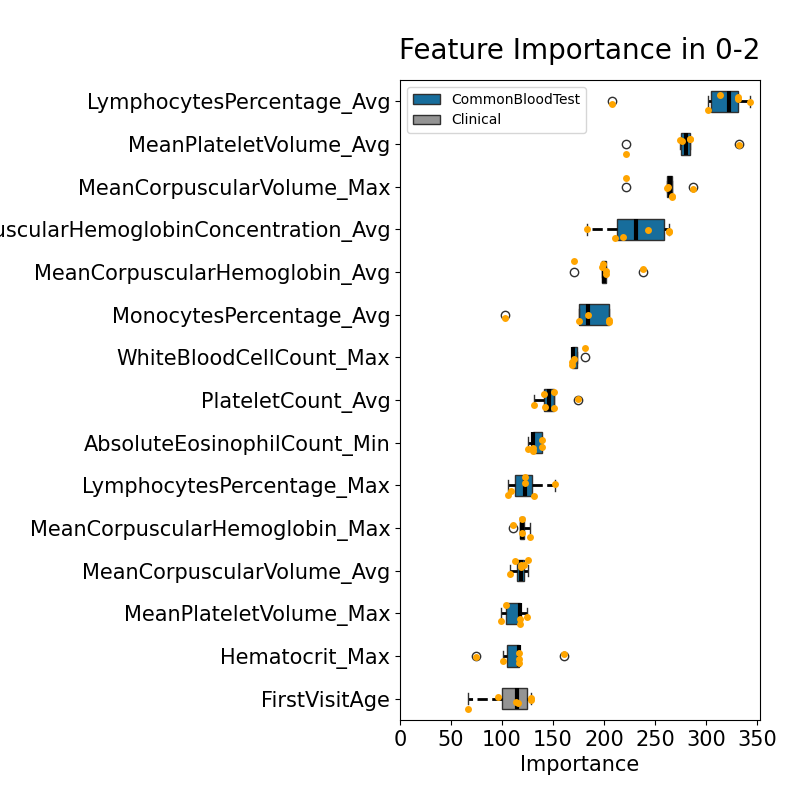 Feature Importance in 0-2
CommonBloodTest
Clinical
LymphocytesPercentage_Avg
MeanPlateletVolume_Avg
MeanCorpuscularVolume_Max
uscularHemoglobinConcentration_Avg
MeanCorpuscularHemoglobin_Avg
MonocytesPercentage_Avg
WhiteBloodCellCount_Max
PlateletCount_Avg
AbsoluteEosinophilCount_Min
LymphocytesPercentage_Max
MeanCorpuscularHemoglobin_Max
MeanCorpuscularVolume_Avg
MeanPlateletVolume_Max
Hematocrit_Max
FirstVisitAge
0 50 100 150 200 250 300 350
Importance